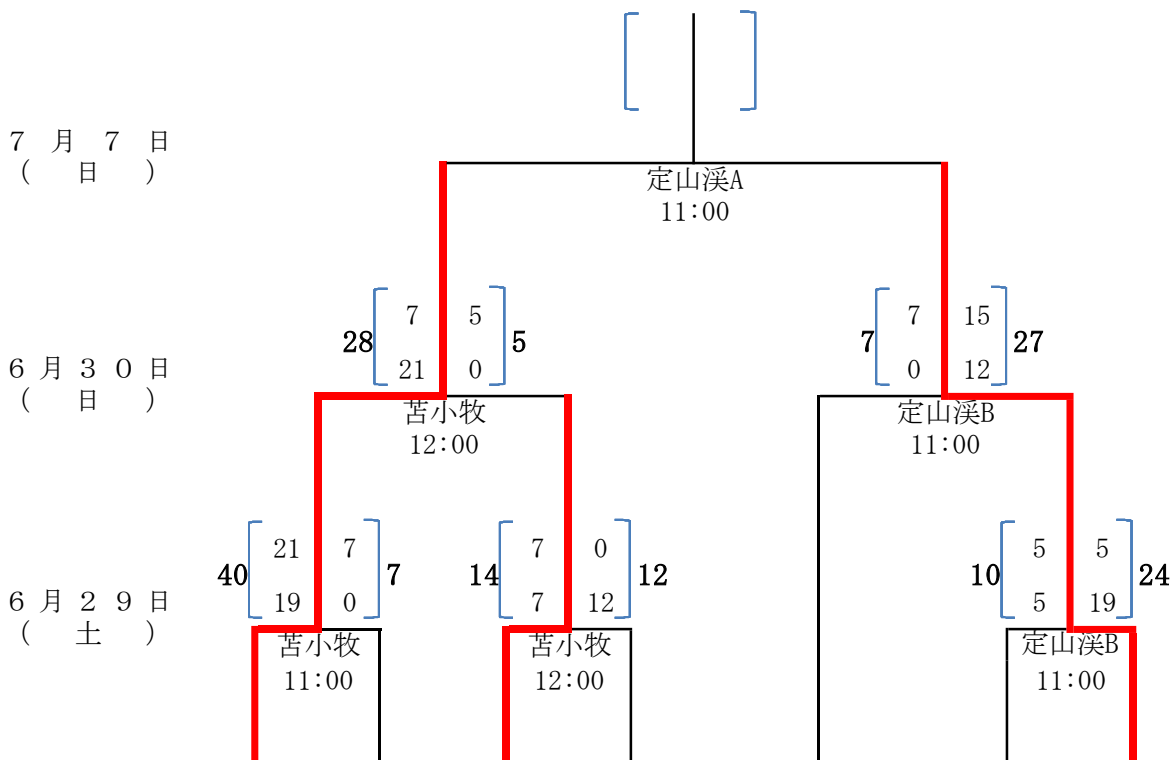 ７月７日
(日)
定山渓A
11:00
7 5
28 5
21 0
7 15
7 27
0 12
６月３０日
(日)
苫小牧
12:00
定山渓B
11:00
21 7
40 7
19 0
7 0
14 12
7 12
5 5
10 24
5 19
６月２９日
(土)
苫小牧
11:00
苫小牧
12:00
定山渓B
11:00